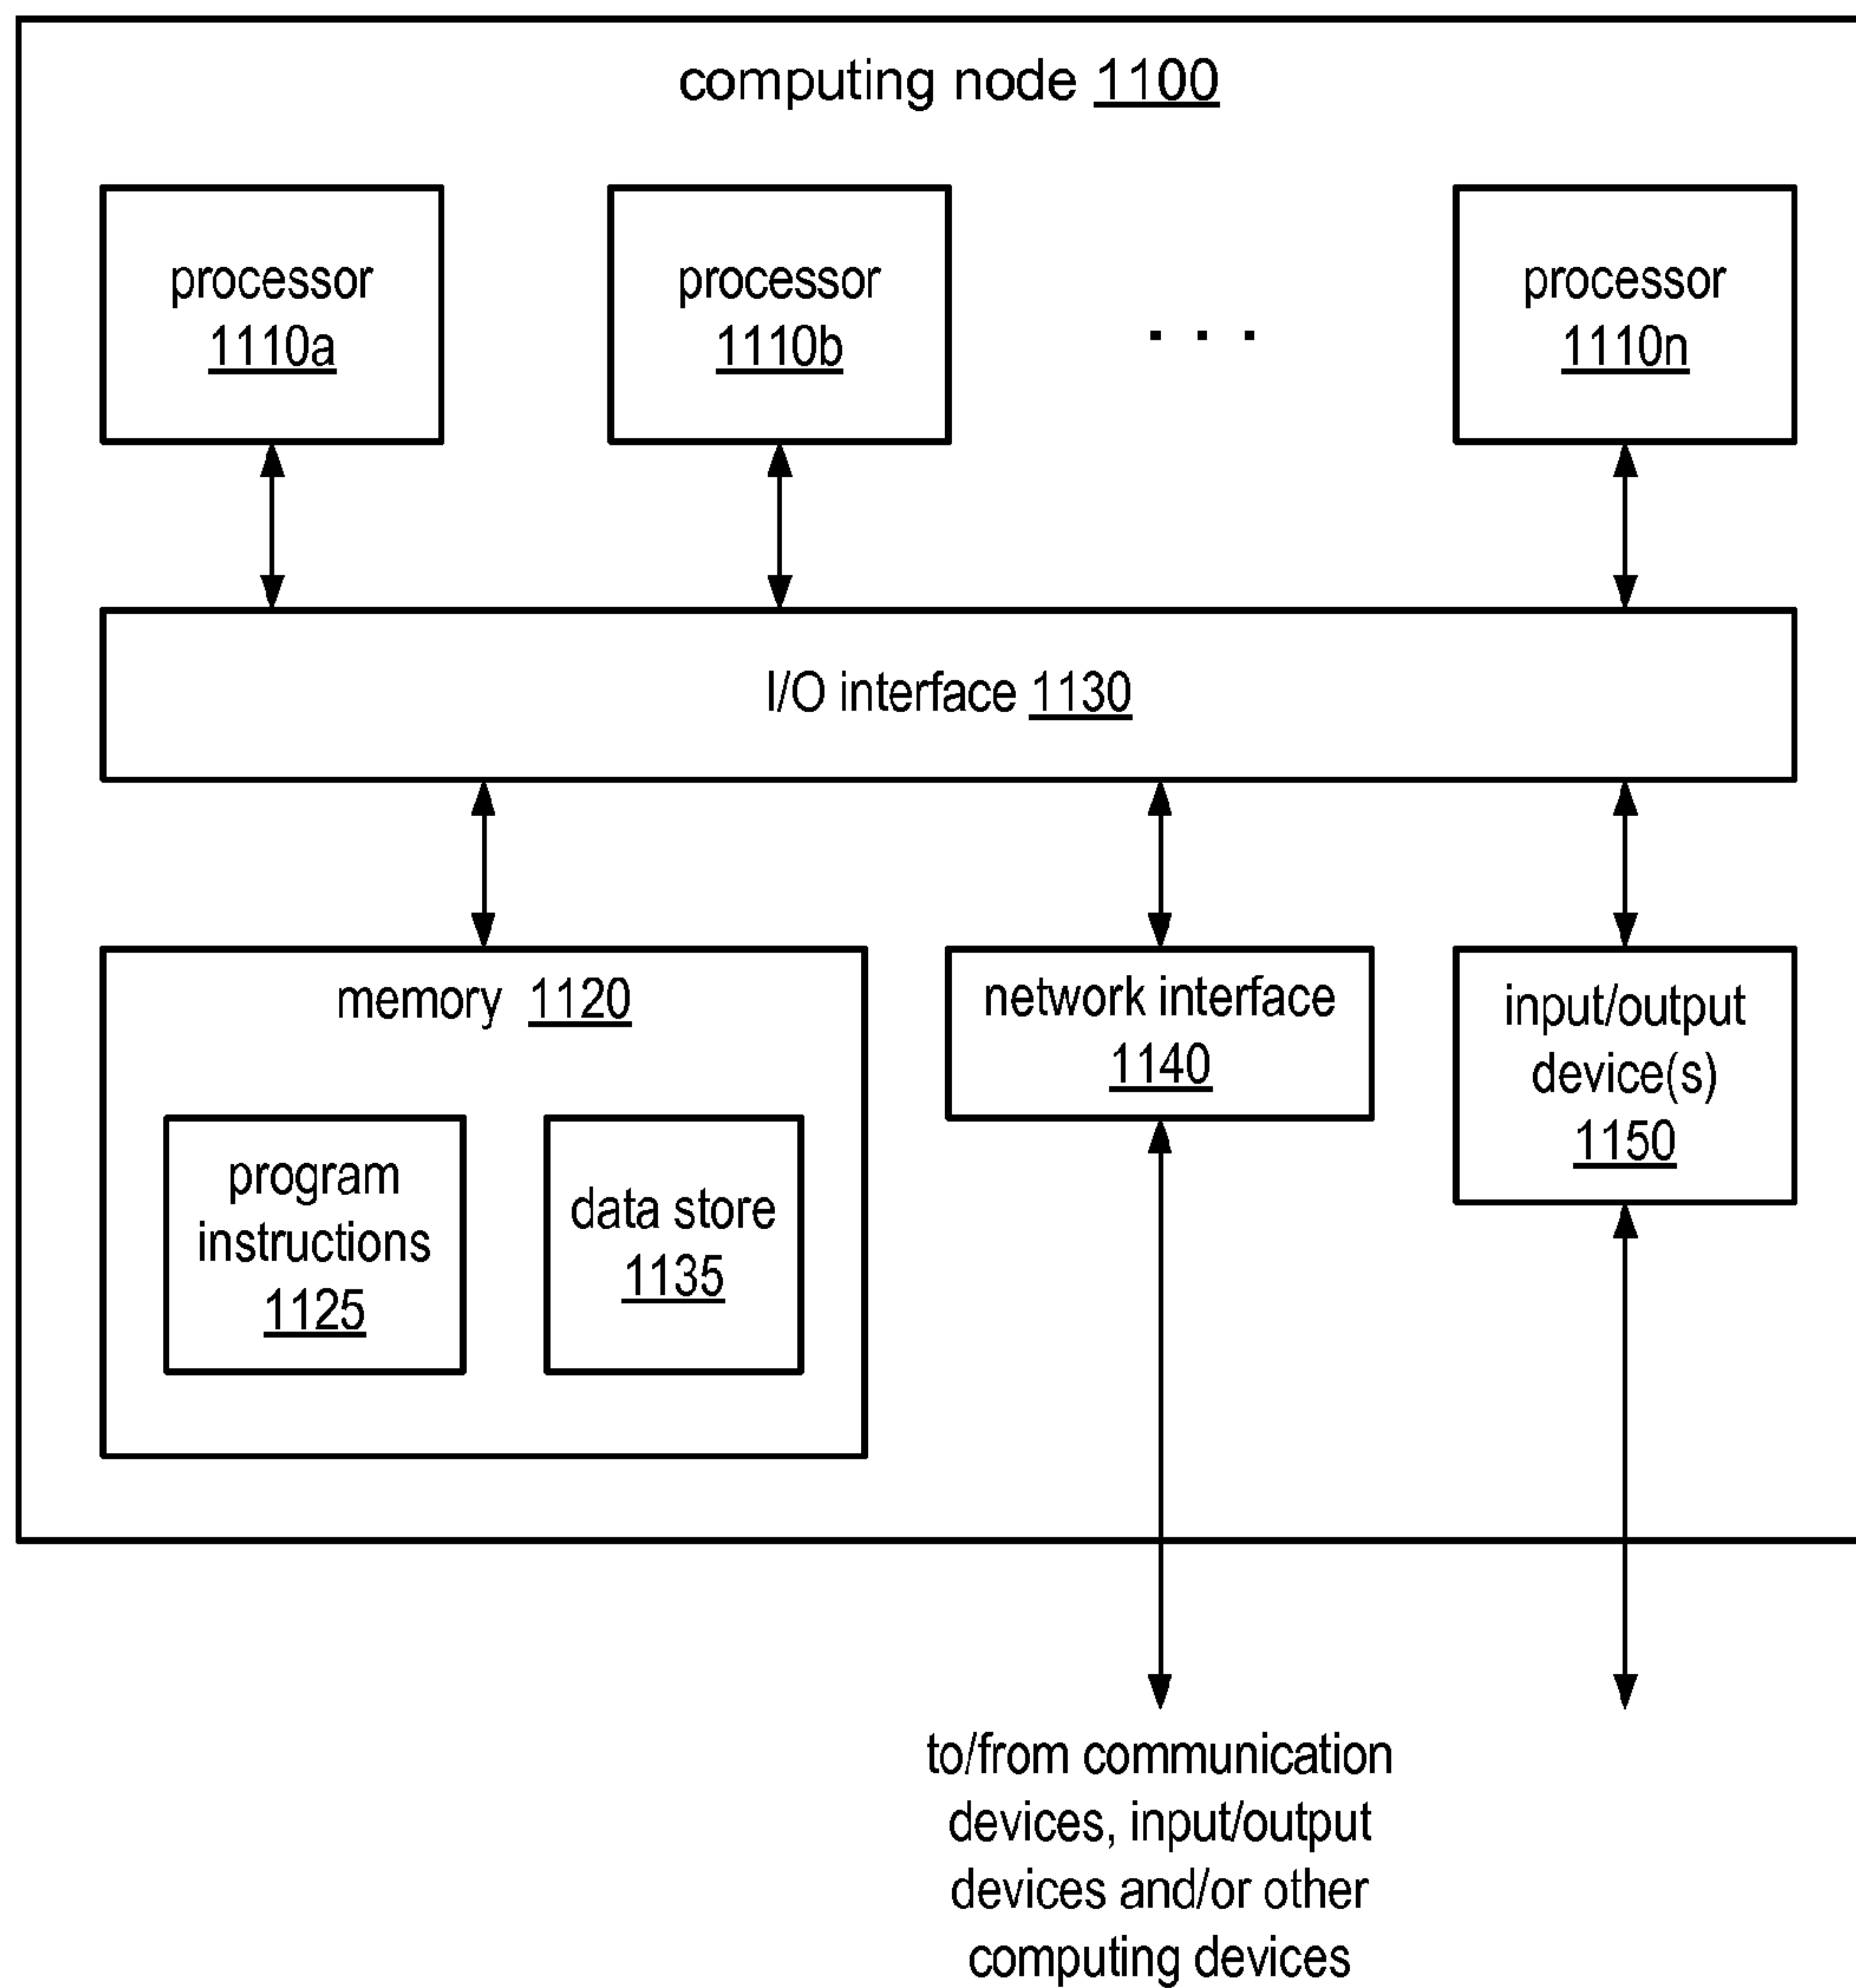 computing node 1100
processor
1110a
processor
1110b
. . .
processor
1110n
I/O interface 1130
memory 1120
program
instructions
1125
data store
1135
network interface
1140
input/output
device(s)
1150
to/from communication
devices, input/output
devices and/or other
computing devices